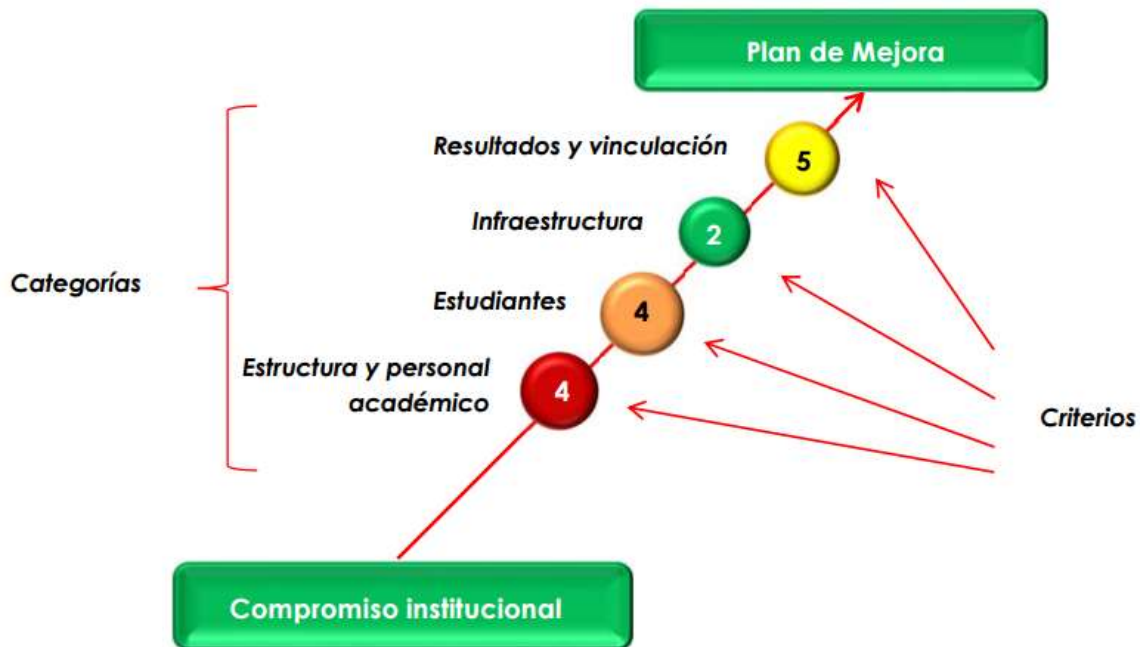 Plan de Mejora
Resultados y vinculación
5
Infraestructura
2
Categorías
Estudiantes
4
Estructura y personal
académico
4
Criterios
Compromiso institucional